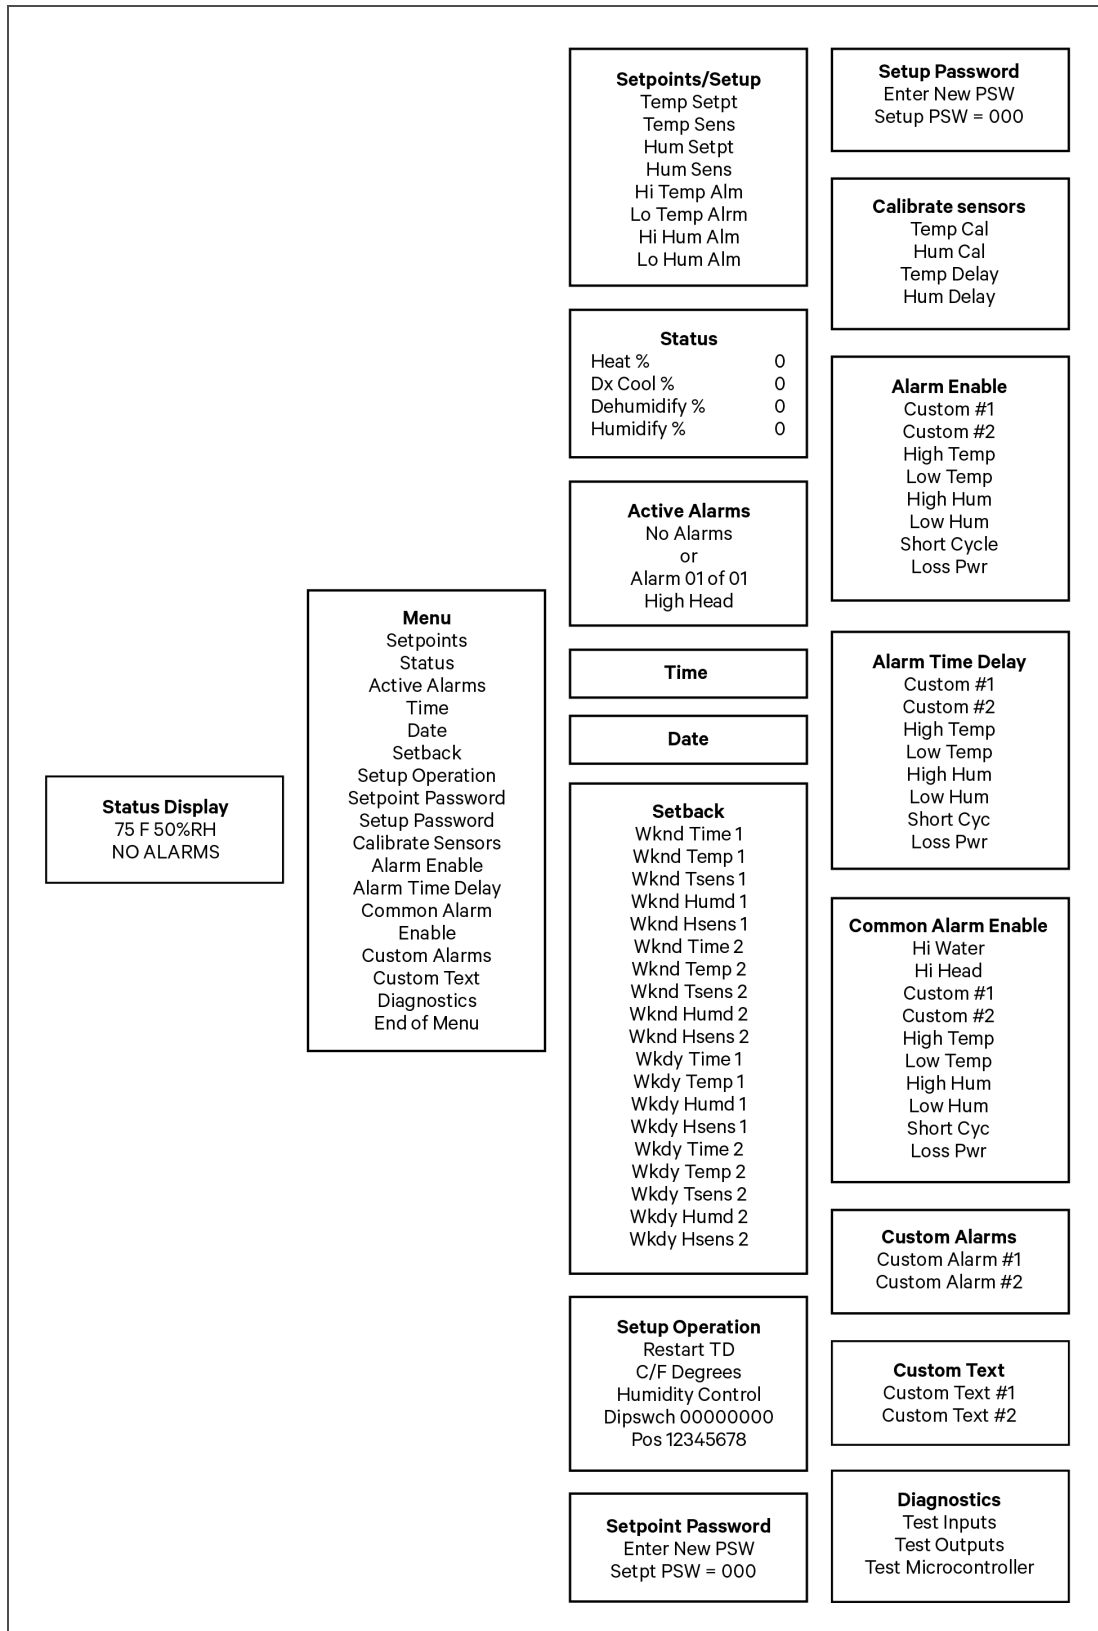 Status Display
75 F 50%RH
NO ALARMS
Menu
Setpoints
Status
Active Alarms
Time
Date
Setback
Setup Operation
Setpoint Password
Setup Password
Calibrate Sensors
Alarm Enable
Alarm Time Delay
Common Alarm
Enable
Custom Alarms
Custom Text
Diagnostics
End of Menu
Setpoints/Setup
Temp Setpt
Temp Sens
Hum Setpt
Hum Sens
Hi Temp Alm
Lo Temp Alrm
Hi Hum Alm
Lo Hum Alm
Status
Heat % 0
Dx Cool % 0
Dehumidify % 0
Humidify % 0
Active Alarms
No Alarms
or
Alarm 01 of 01
High Head
Time
Date
Setback
Wknd Time 1
Wknd Temp 1
Wknd Tsens 1
Wknd Humd 1
Wknd Hsens 1
Wknd Time 2
Wknd Temp 2
Wknd Tsens 2
Wknd Humd 2
Wknd Hsens 2
Wkdy Time 1
Wkdy Temp 1
Wkdy Humd 1
Wkdy Hsens 1
Wkdy Time 2
Wkdy Temp 2
Wkdy Tsens 2
Wkdy Humd 2
Wkdy Hsens 2
Setup Operation
Restart TD
C/F Degrees
Humidity Control
Dipswch 00000000
Pos 12345678
Setpoint Password
Enter New PSW
Setpt PSW = 000
Setup Password
Enter New PSW
Setup PSW = 000
Calibrate sensors
Temp Cal
Hum Cal
Temp Delay
Hum Delay
Alarm Enable
Custom #1
Custom #2
High Temp
Low Temp
High Hum
Low Hum
Short Cycle
Loss Pwr
Alarm Time Delay
Custom #1
Custom #2
High Temp
Low Temp
High Hum
Low Hum
Short Cyc
Loss Pwr
Common Alarm Enable
Hi Water
Hi Head
Custom #1
Custom #2
High Temp
Low Temp
High Hum
Low Hum
Short Cyc
Loss Pwr
Custom Alarms
Custom Alarm #1
Custom Alarm #2
Custom Text
Custom Text #1
Custom Text #2
Diagnostics
Test Inputs
Test Outputs
Test Microcontroller